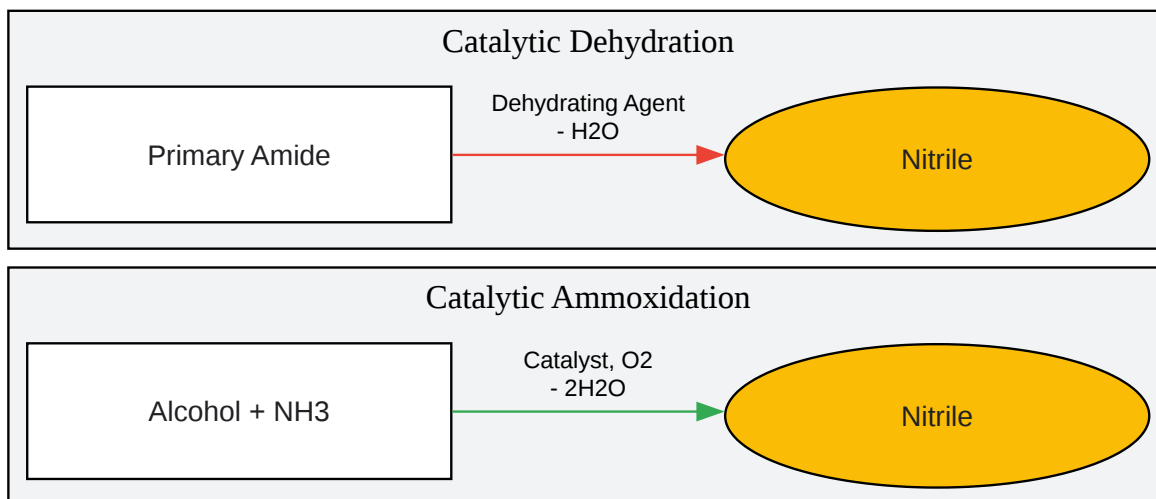 Catalytic Dehydration
Dehydrating Agent
- H2O
Primary Amide
Nitrile
Catalytic Ammoxidation
Catalyst, O2
- 2H2O
Alcohol + NH3
Nitrile